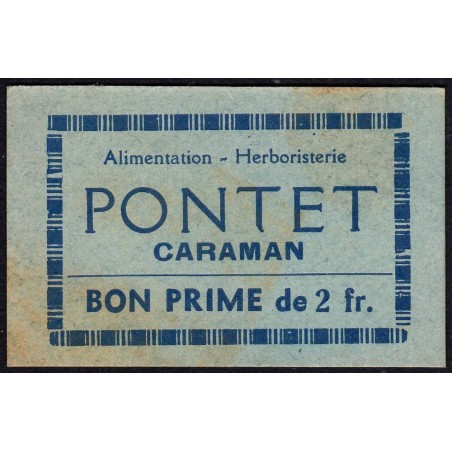 Alimentation - Herboristerie
PONTET
CARAMAN
BON PRIME de 2 fr.